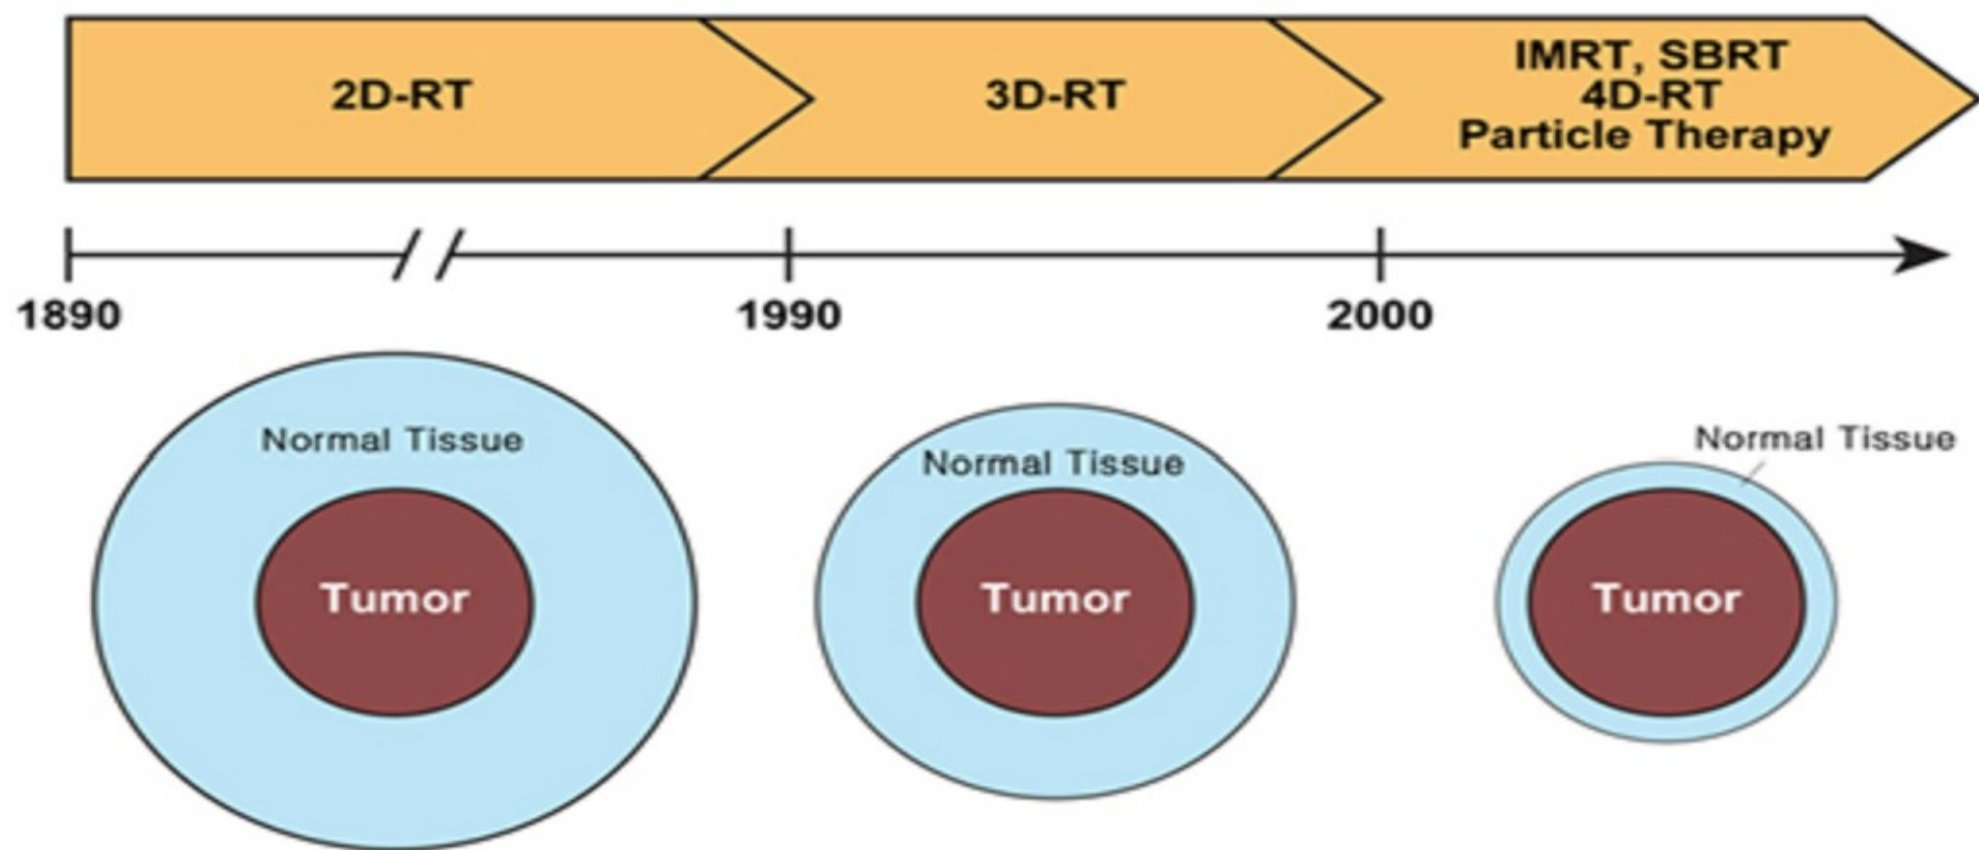 2D-RT
3D-RT
IMRT, SBRT
4D-RT
Particle Therapy
1890
1990
2000
Normal Tissue
Tumor
Normal Tissue
Tumor
Normal Tissue
Tumor